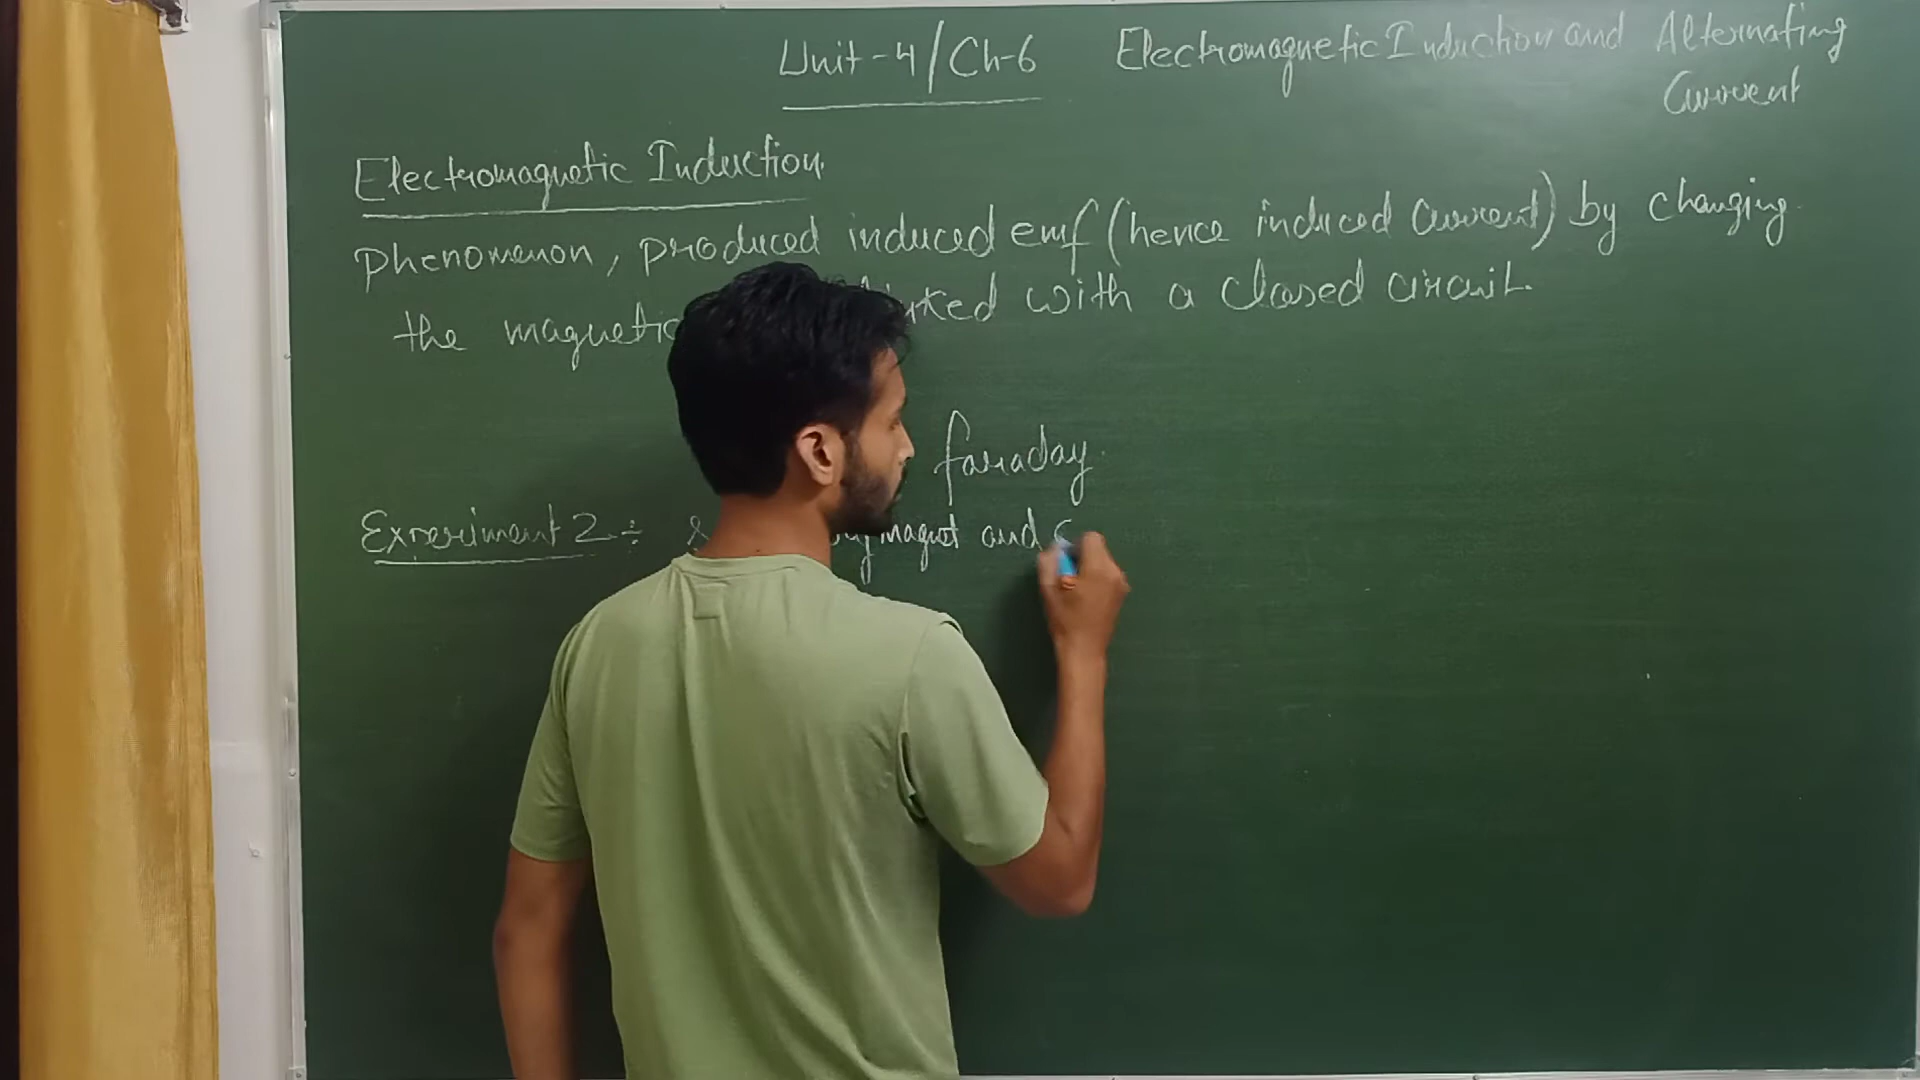 Unit-4/Ch-6 Electromagnetic Induction and Alternating
Current
Electromagnetic Induction
Phenomenon, produced induced emf (hence induced current) by changing
the magnetic with a closed circuit.
faraday
Experiment 2 ÷ magnet and